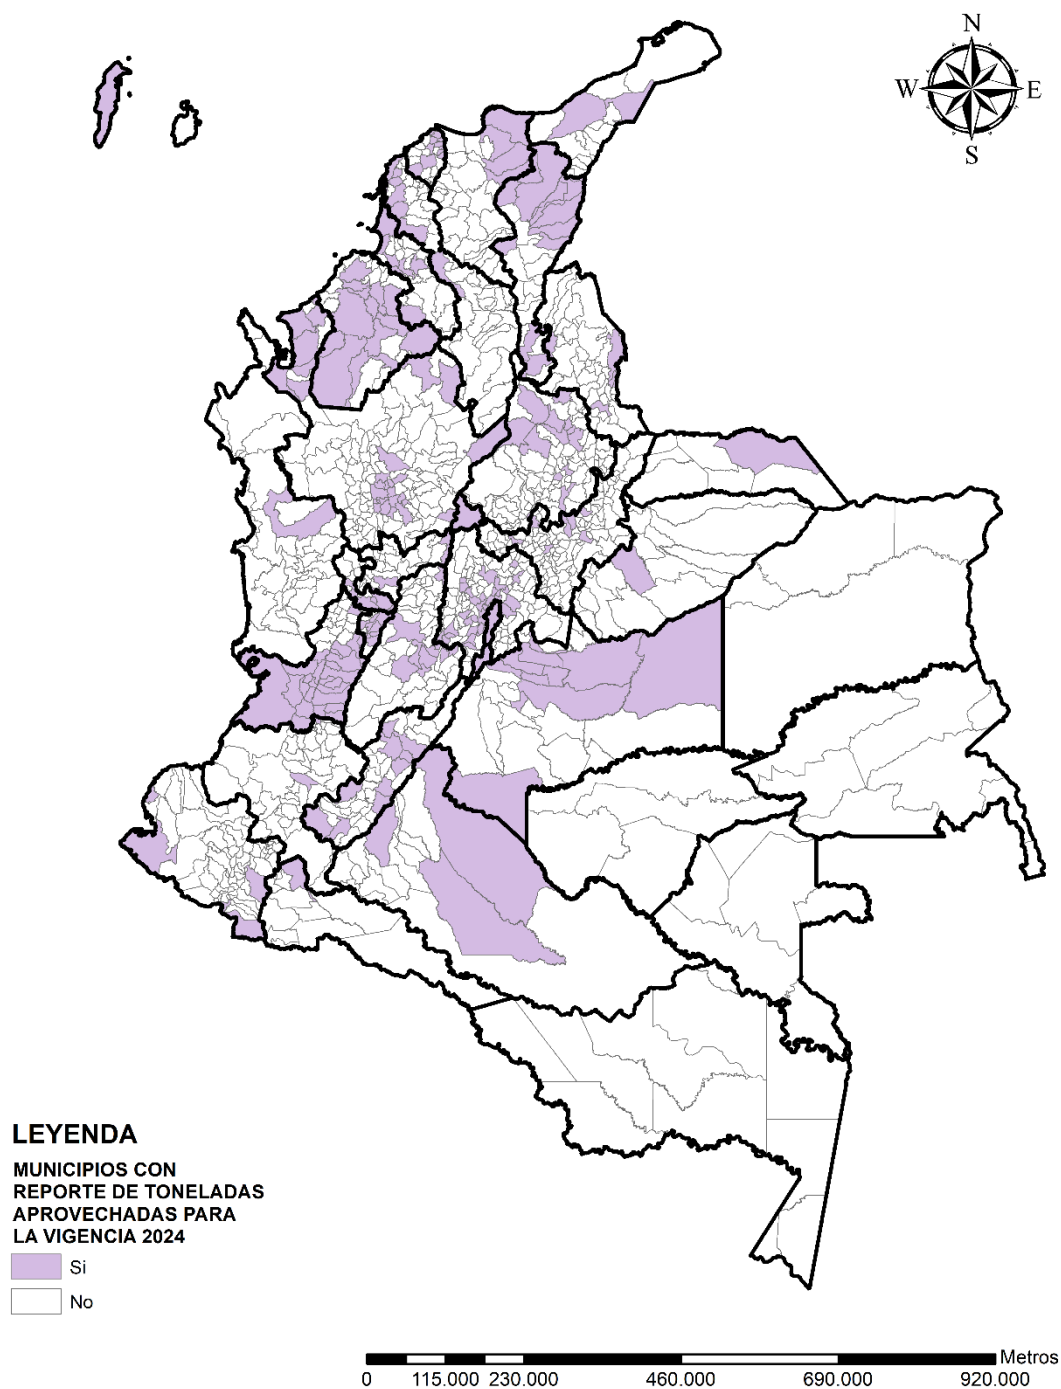 N
W E
S
LEYENDA
MUNICIPIOS CON
REPORTE DE TONELADAS
APROVECHADAS PARA
LA VIGENCIA 2024
Si
No
Metros
0 115.000 230.000 460.000 690.000 920.000